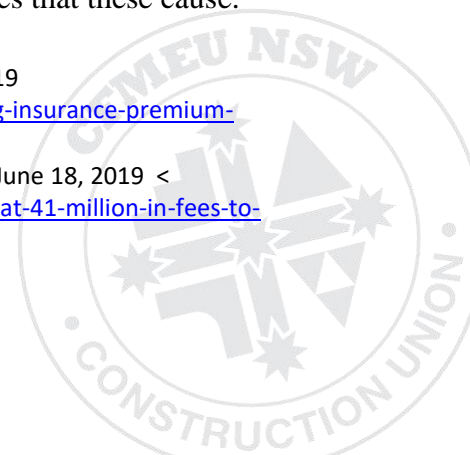 es that these cause.
19
g-insurance-premium-
June 18, 2019 <
at-41-million-in-fees-to-
CFMEU NSW
• CONSTRUCTION UNION •